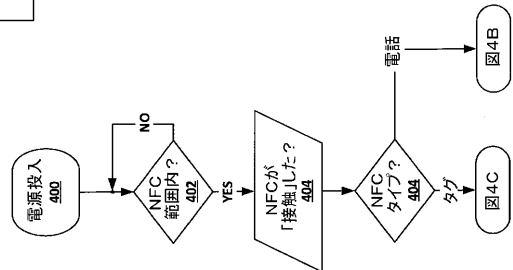 電源投入
400
NO
NFC
範囲内？
402
YES
NFCが
「接触」した？
404
NFC
タイプ？
404
電話
タグ
図4B
図4C